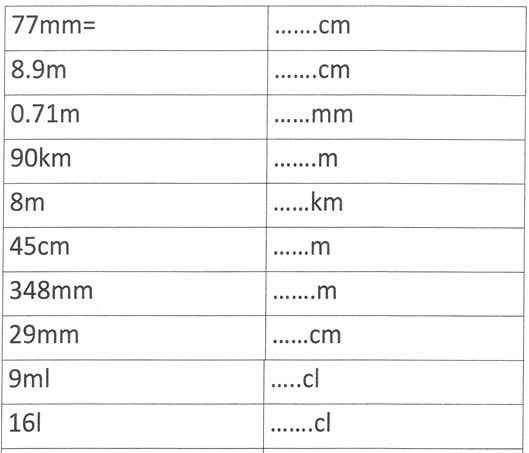 77mm= .......cm
8.9m .......cm
0.71m ......mm
90km .......m
8m ......km
45cm ......m
348mm .......m
29mm ......cm
9ml .....cl
16l .......cl